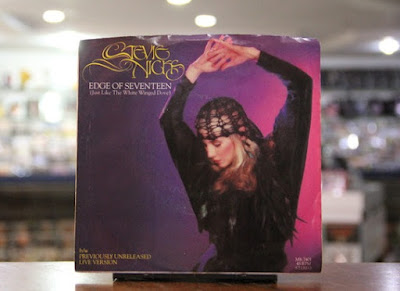 STEVIE
NICKS
EDGE OF SEVENTEEN
(Just Like The White Winged Dove)
b/w
PREVIOUSLY UNRELEASED
LIVE VERSION